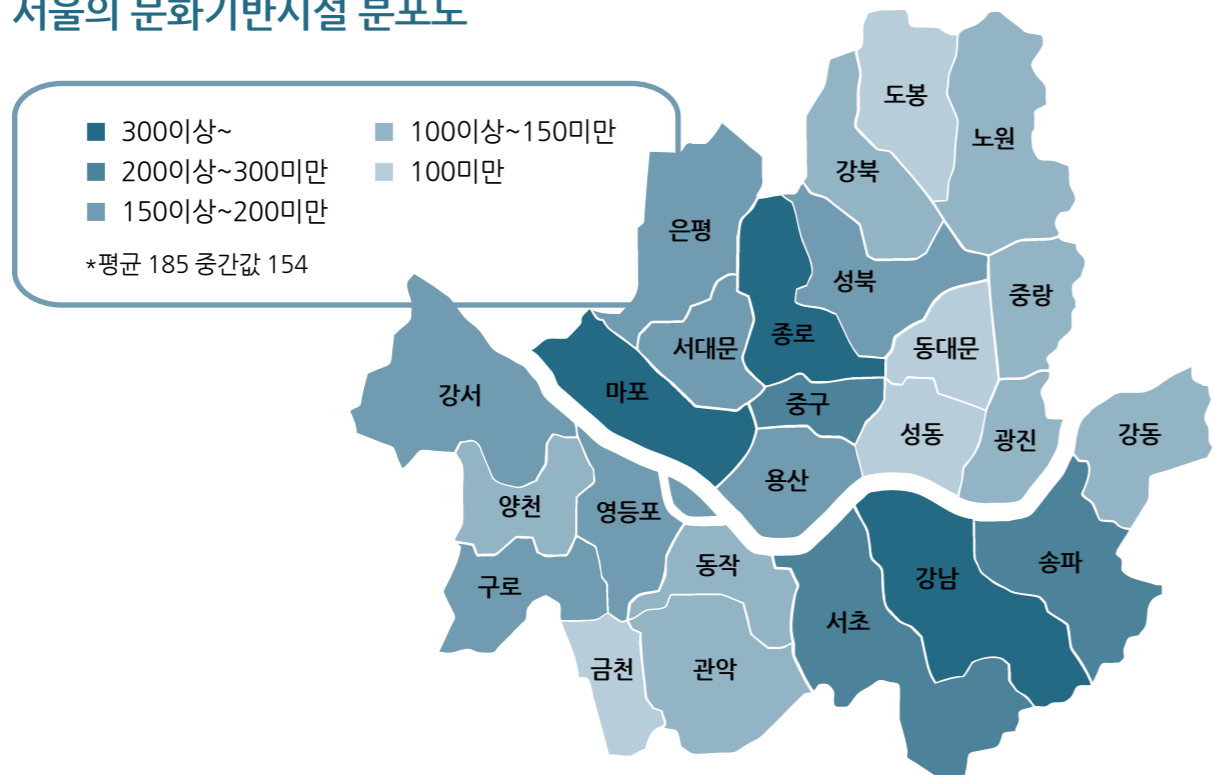 서울의 문화기반시설 분포도
■ 300이상~
■ 200이상~300미만
■ 150이상~200미만
■ 100이상~150미만
■ 100미만
*평균 185 중간값 154
도봉
노원
강북
은평
성북
중랑
종로
서대문
동대문
강서
마포
중구
성동
광진
강동
용산
양천
영등포
동작
송파
강남
구로
서초
금천
관악